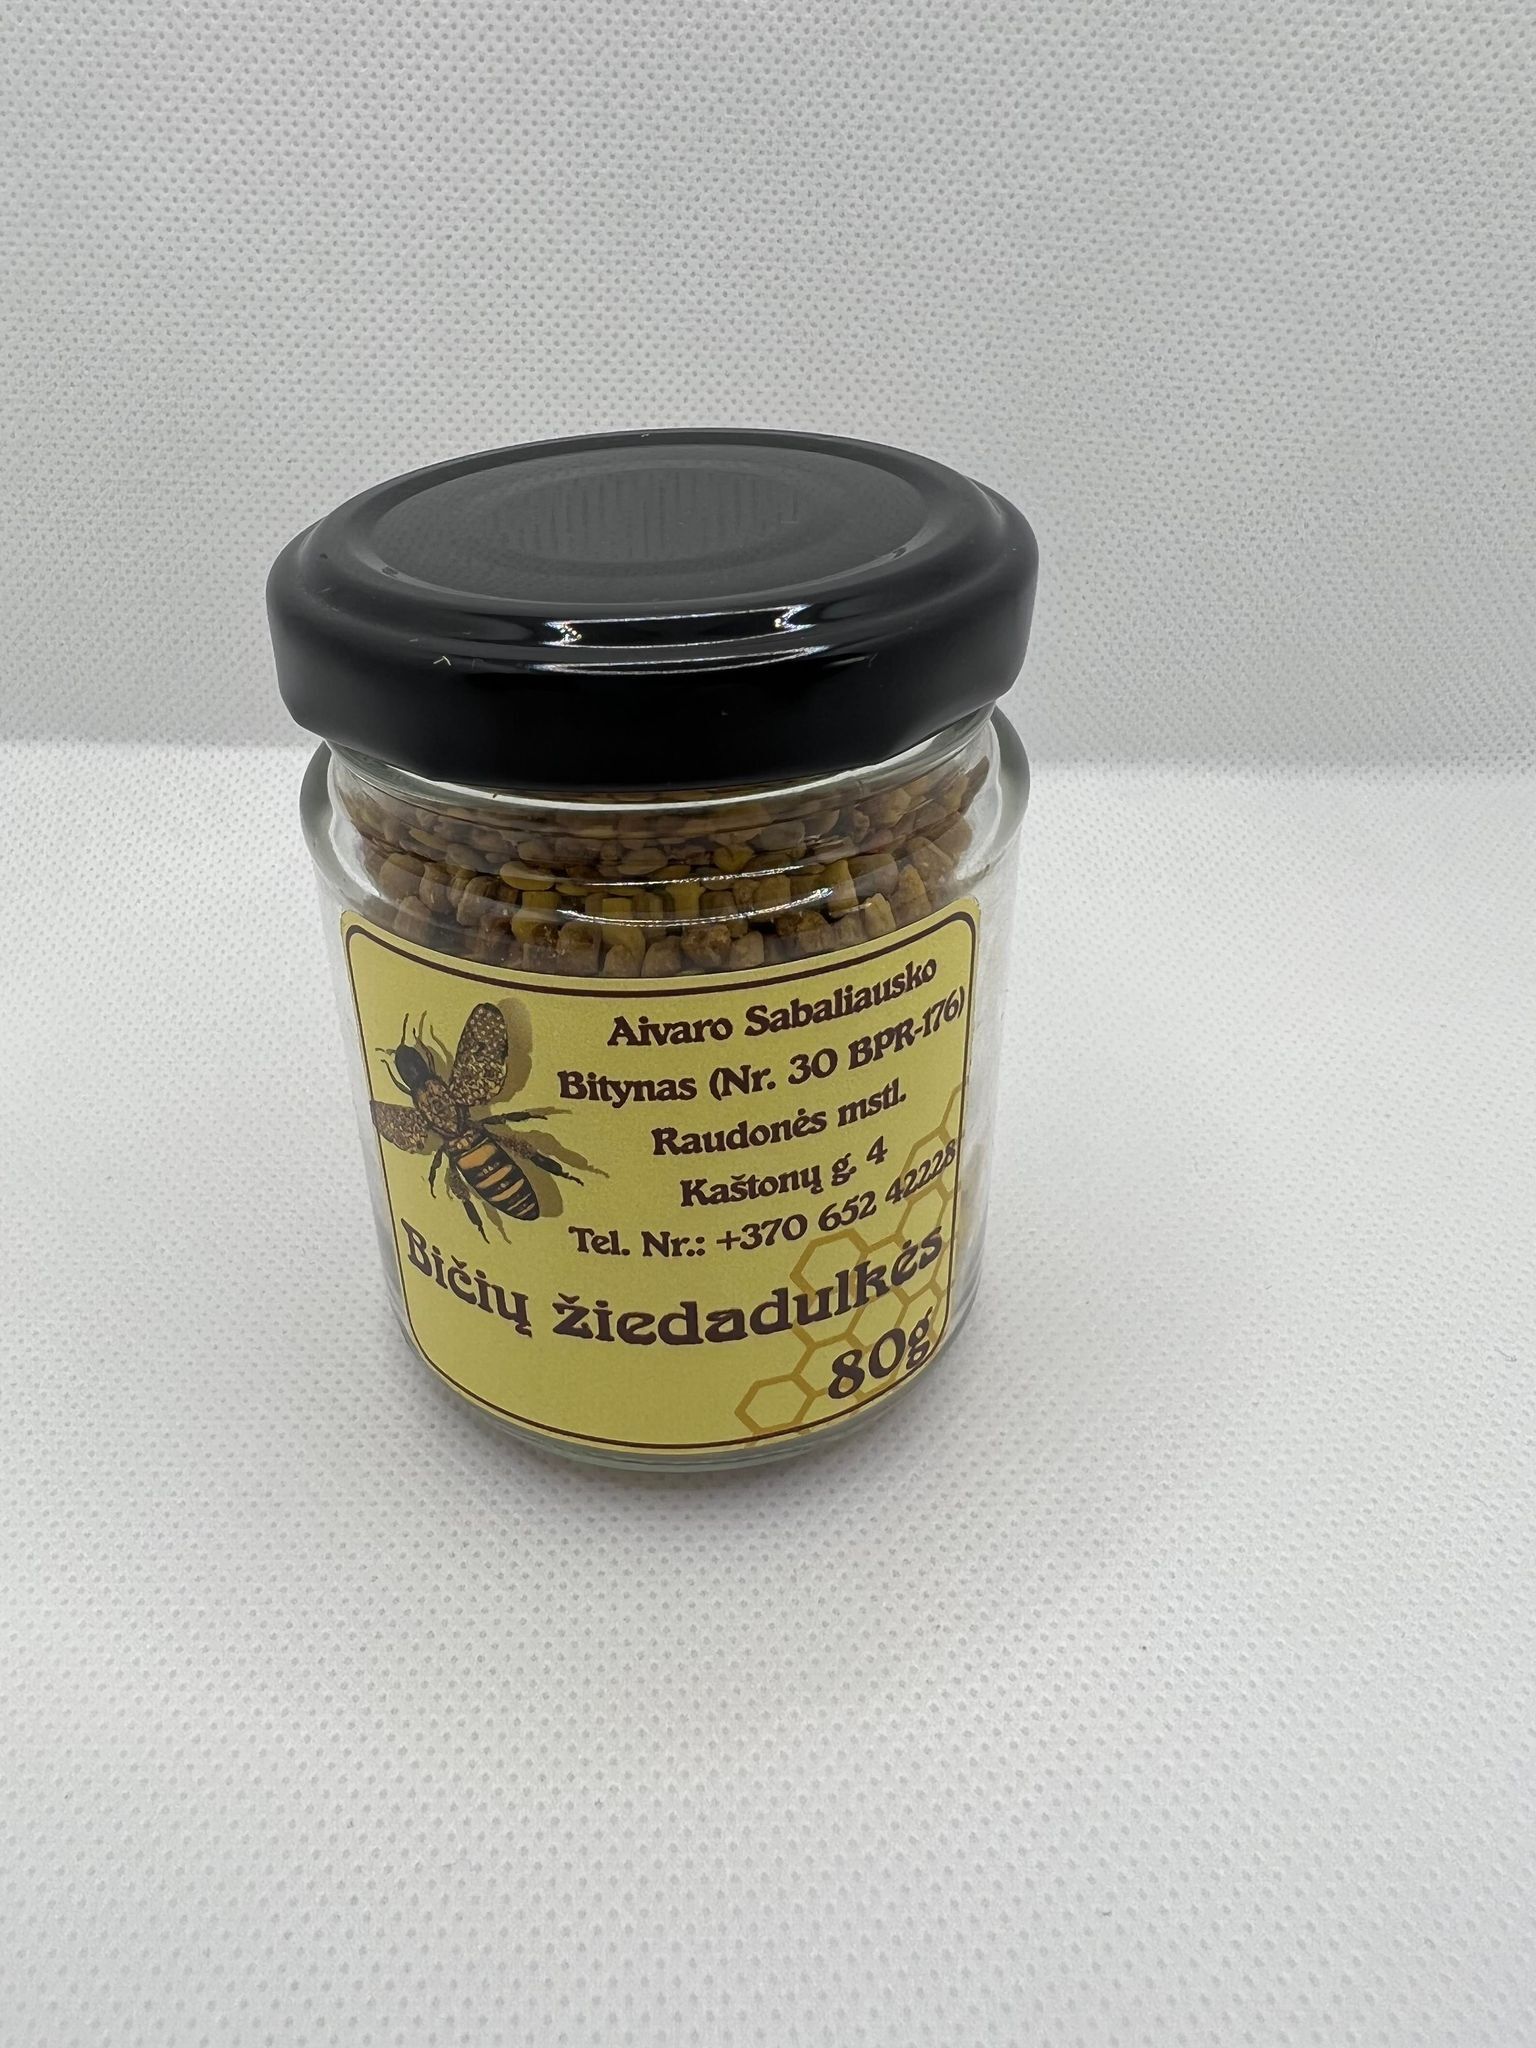 Aivaro Sabaliausko
Bitynas (Nr. 30 BPR-176)
Raudonės mstl.
Kaštonų g. 4
Tel. Nr.: +370 652 42228
Bičių žiedadulkės
80g